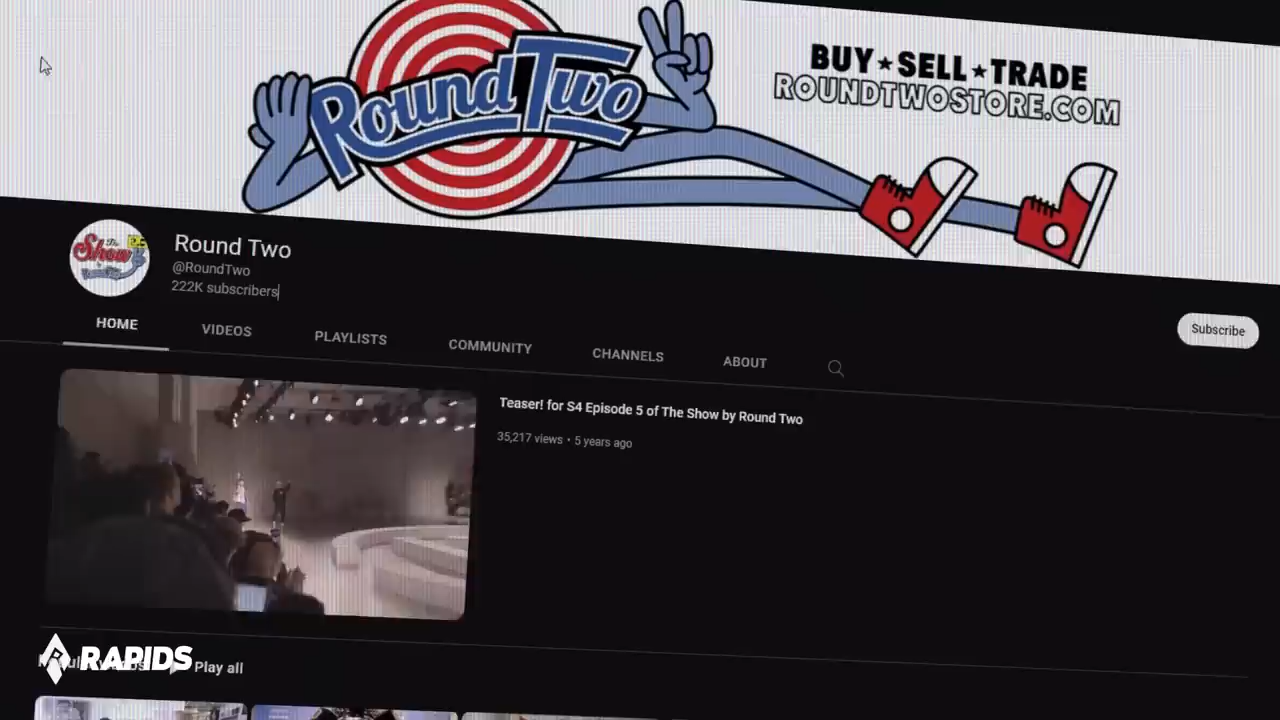 Round Two
BUY★SELL★TRADE
ROUNDTWOSTORE.COM
The
Show
Round Two
@RoundTwo
222K subscribers
Subscribe
HOME
VIDEOS
PLAYLISTS
COMMUNITY
CHANNELS
ABOUT
Teaser! for S4 Episode 5 of The Show by Round Two
35,217 views • 5 years ago
RAPIDS
Play all